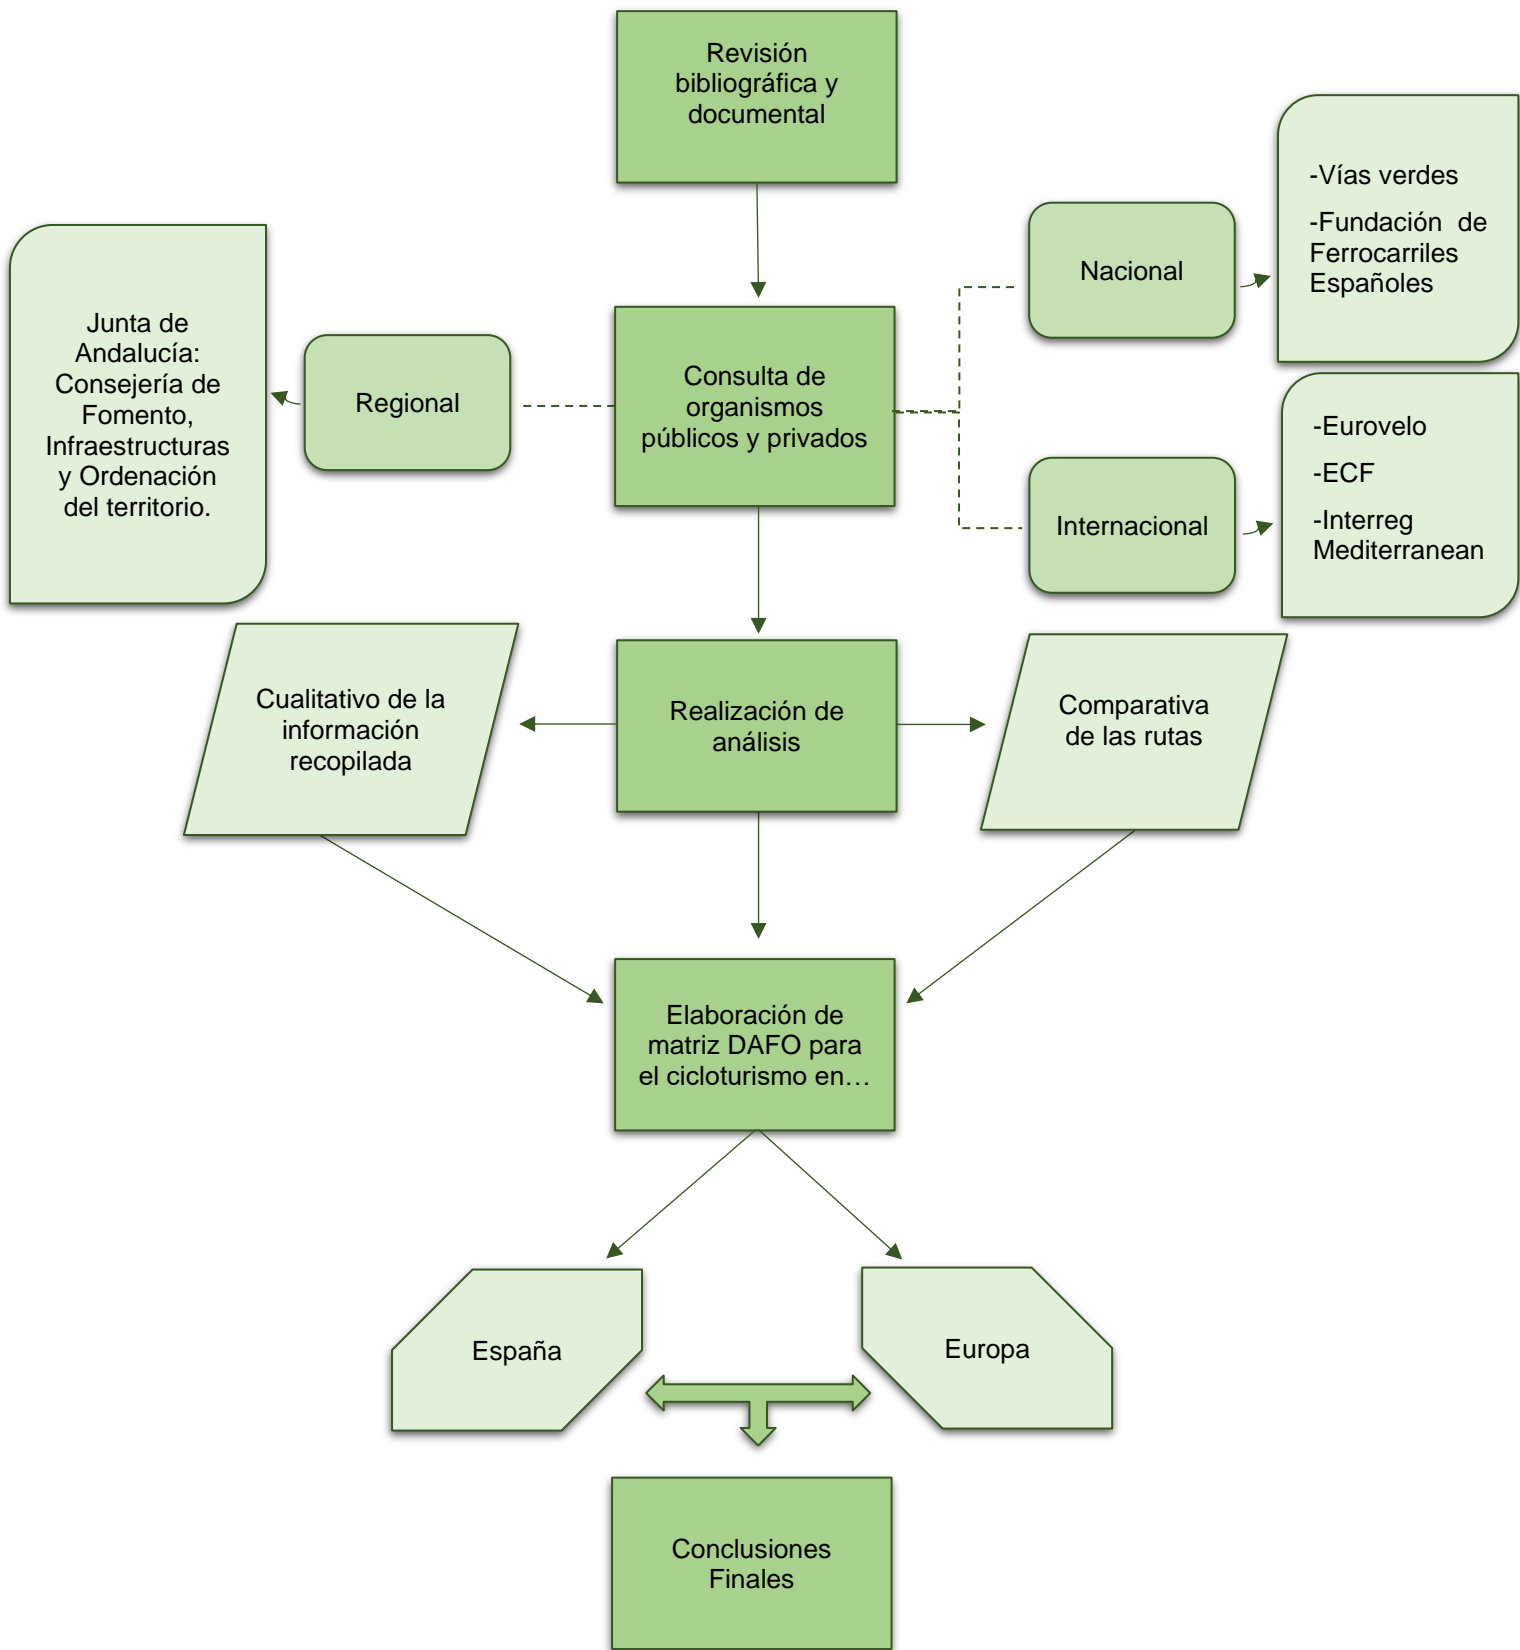 Revisión
bibliográfica y
documental
-Vías verdes
-Fundación de
Ferrocarriles
Españoles
Nacional
Junta de
Andalucía:
Consejería de
Fomento,
Infraestructuras
y Ordenación
del territorio.
Regional
Consulta de
organismos
públicos y privados
Internacional
-Eurovelo
-ECF
-Interreg
Mediterranean
Cualitativo de la
información
recopilada
Realización de
análisis
Comparativa
de las rutas
Elaboración de
matriz DAFO para
el cicloturismo en…
España
Europa
Conclusiones
Finales